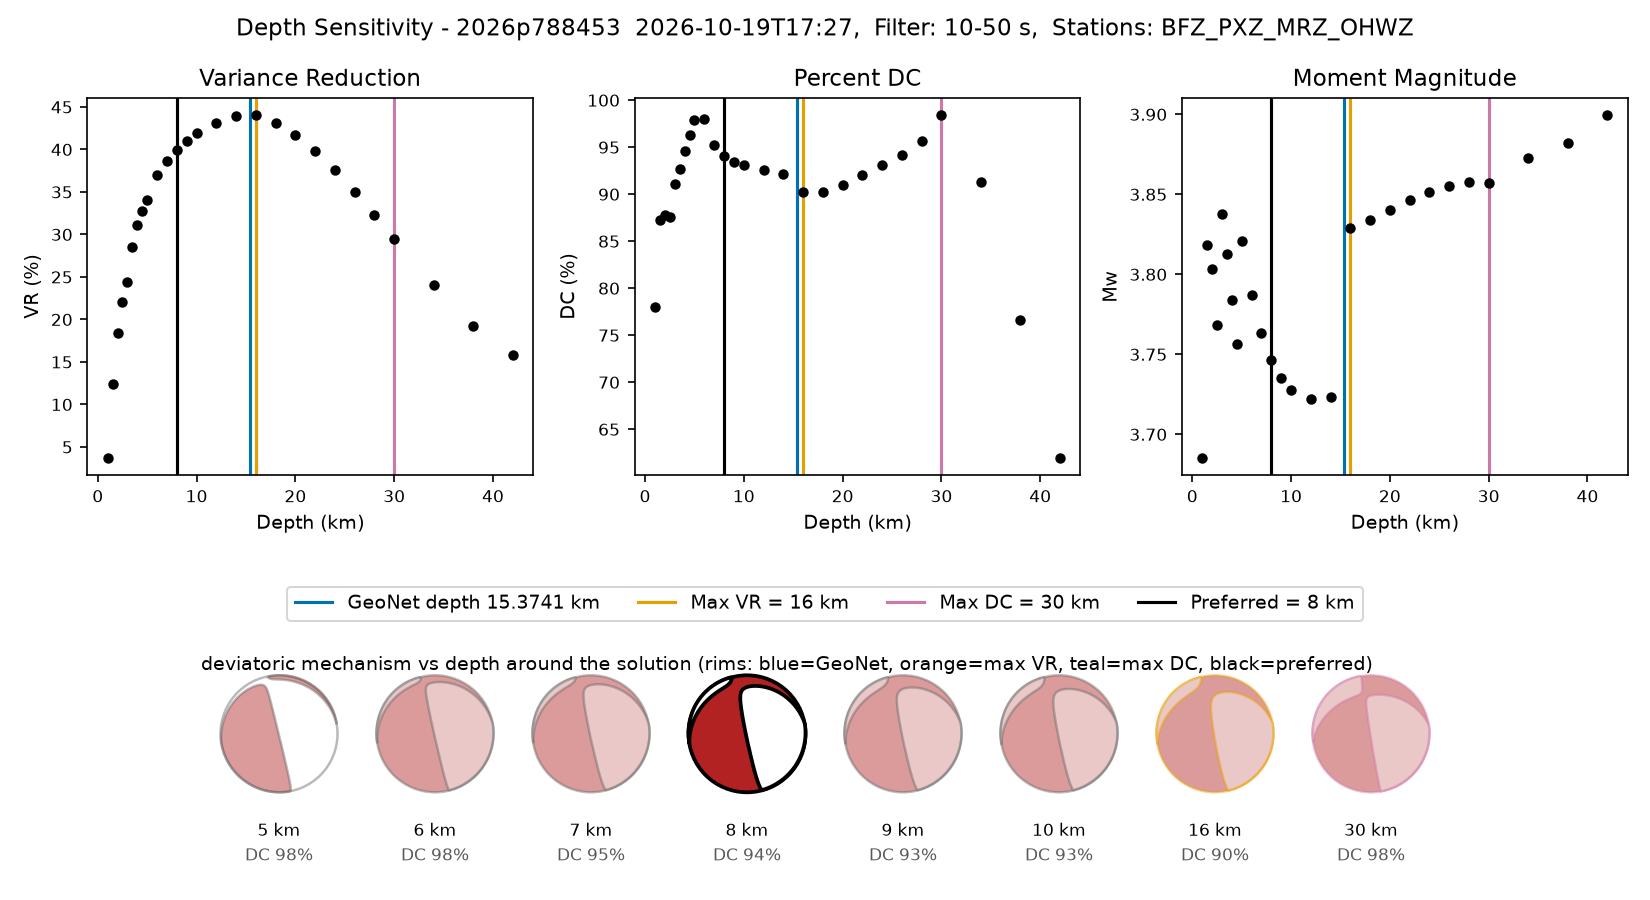 Depth Sensitivity - 2026p788453  2026-10-19T17:27,  Filter: 10-50 s,  Stations: BFZ_PXZ_MRZ_OHWZ
Variance Reduction
45
40
35
30
25
20
15
10
5
VR (%)
0 10 20 30 40
Depth (km)
Percent DC
100
95
90
85
80
75
70
65
DC (%)
0 10 20 30 40
Depth (km)
Moment Magnitude
3.90
3.85
3.80
3.75
3.70
Mw
0 10 20 30 40
Depth (km)
GeoNet depth 15.3741 km Max VR = 16 km Max DC = 30 km Preferred = 8 km
deviatoric mechanism vs depth around the solution (rims: blue=GeoNet, orange=max VR, teal=max DC, black=preferred)
5 km 6 km 7 km 8 km 9 km 10 km 16 km 30 km
DC 98% DC 98% DC 95% DC 94% DC 93% DC 93% DC 90% DC 98%